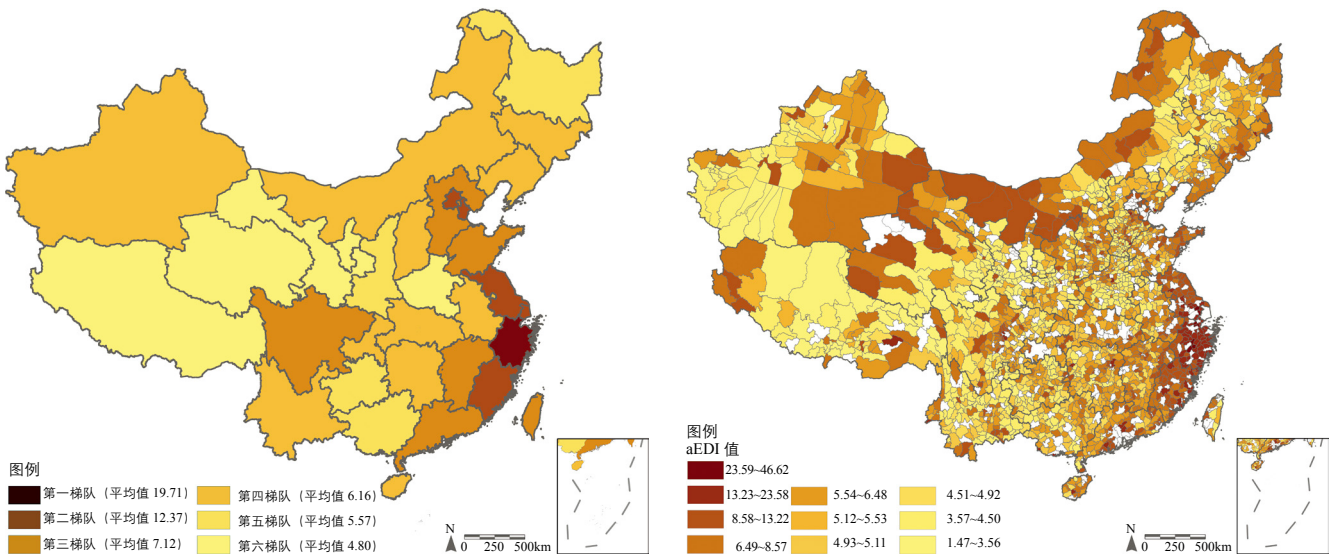 图例
第一梯队（平均值 19.71）
第二梯队（平均值 12.37）
第三梯队（平均值 7.12）
第四梯队（平均值 6.16）
第五梯队（平均值 5.57）
第六梯队（平均值 4.80）
N
0 250 500km
图例
aEDI 值
23.59~46.62
13.23~23.58
8.58~13.22
6.49~8.57
5.54~6.48
5.12~5.53
4.93~5.11
4.51~4.92
3.57~4.50
1.47~3.56
N
0 250 500km